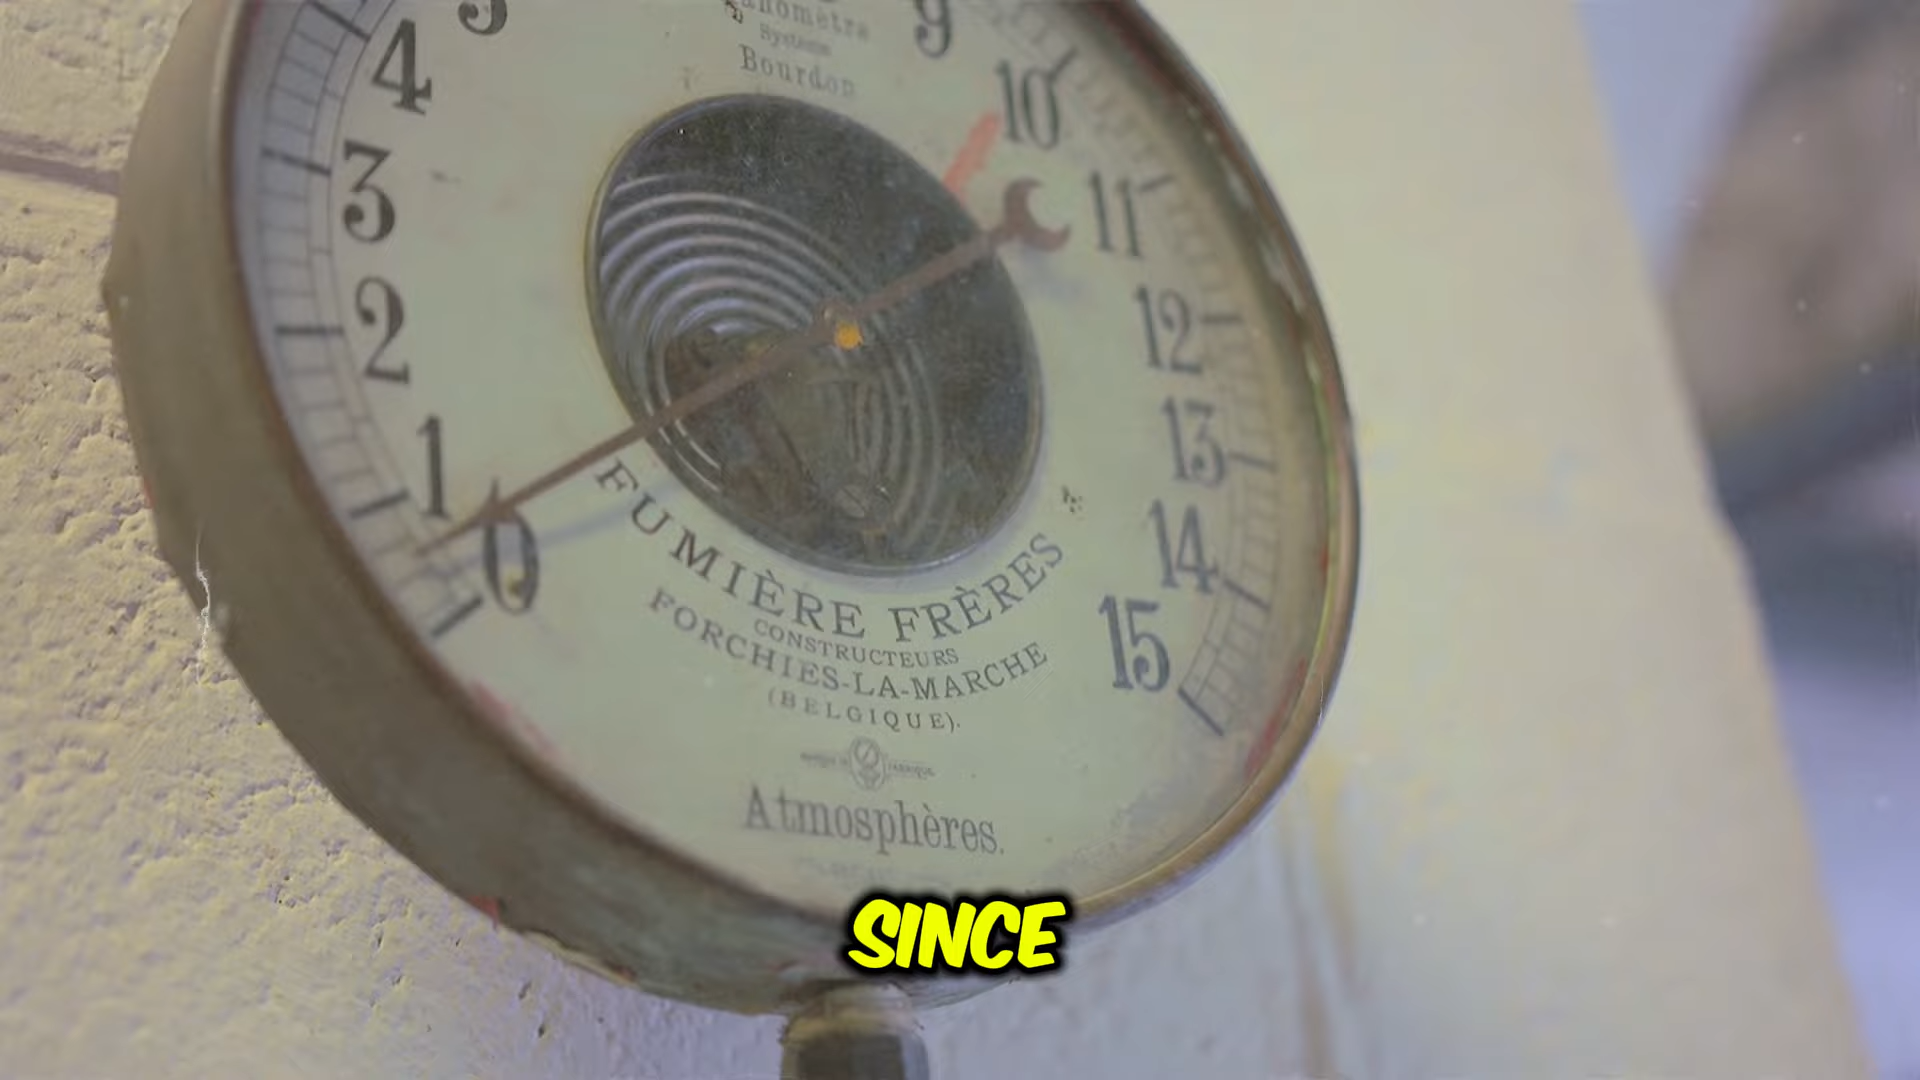 Bourdon
4
3
2
1
0
9
10
11
12
13
14
15
FUMIÈRE FRÈRES
CONSTRUCTEURS
FORCHIES-LA-MARCHE
(BELGIQUE).
Atmosphères.
SINCE